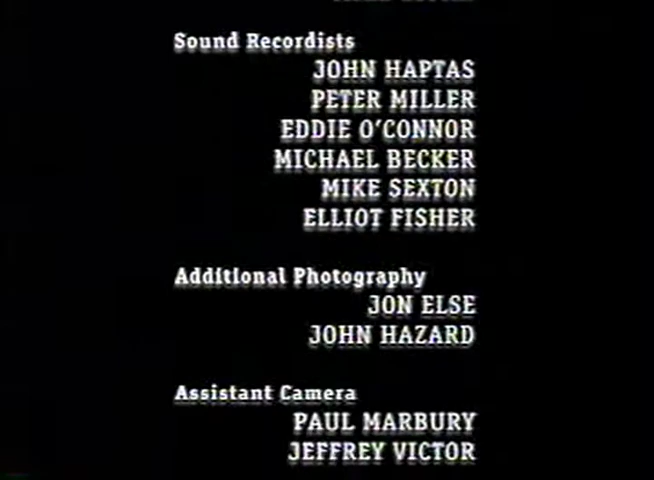 Sound Recordists
JOHN HAPTAS
PETER MILLER
EDDIE O'CONNOR
MICHAEL BECKER
MIKE SEXTON
ELLIOT FISHER
Additional Photography
JON ELSE
JOHN HAZARD
Assistant Camera
PAUL MARBURY
JEFFREY VICTOR